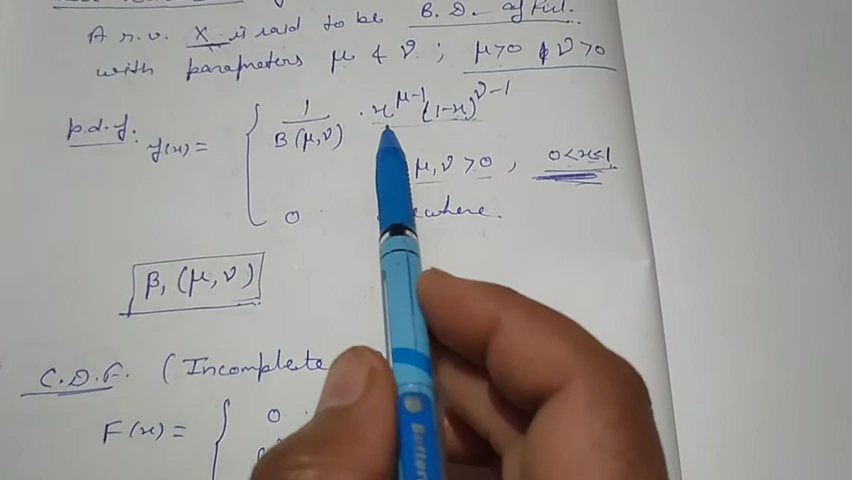 A r.v. X is said to be B.D. of
with parameters μ & ν ; μ>0 & ν>0
p.d.f. f(x) = { 1/B(μ,ν) · x^{μ-1} (1-x)^{ν-1}
μ, ν >0 , 0<x≤1
0
β₁ (μ, ν)
C.D.F. (Incomplete
F(x) = { 0